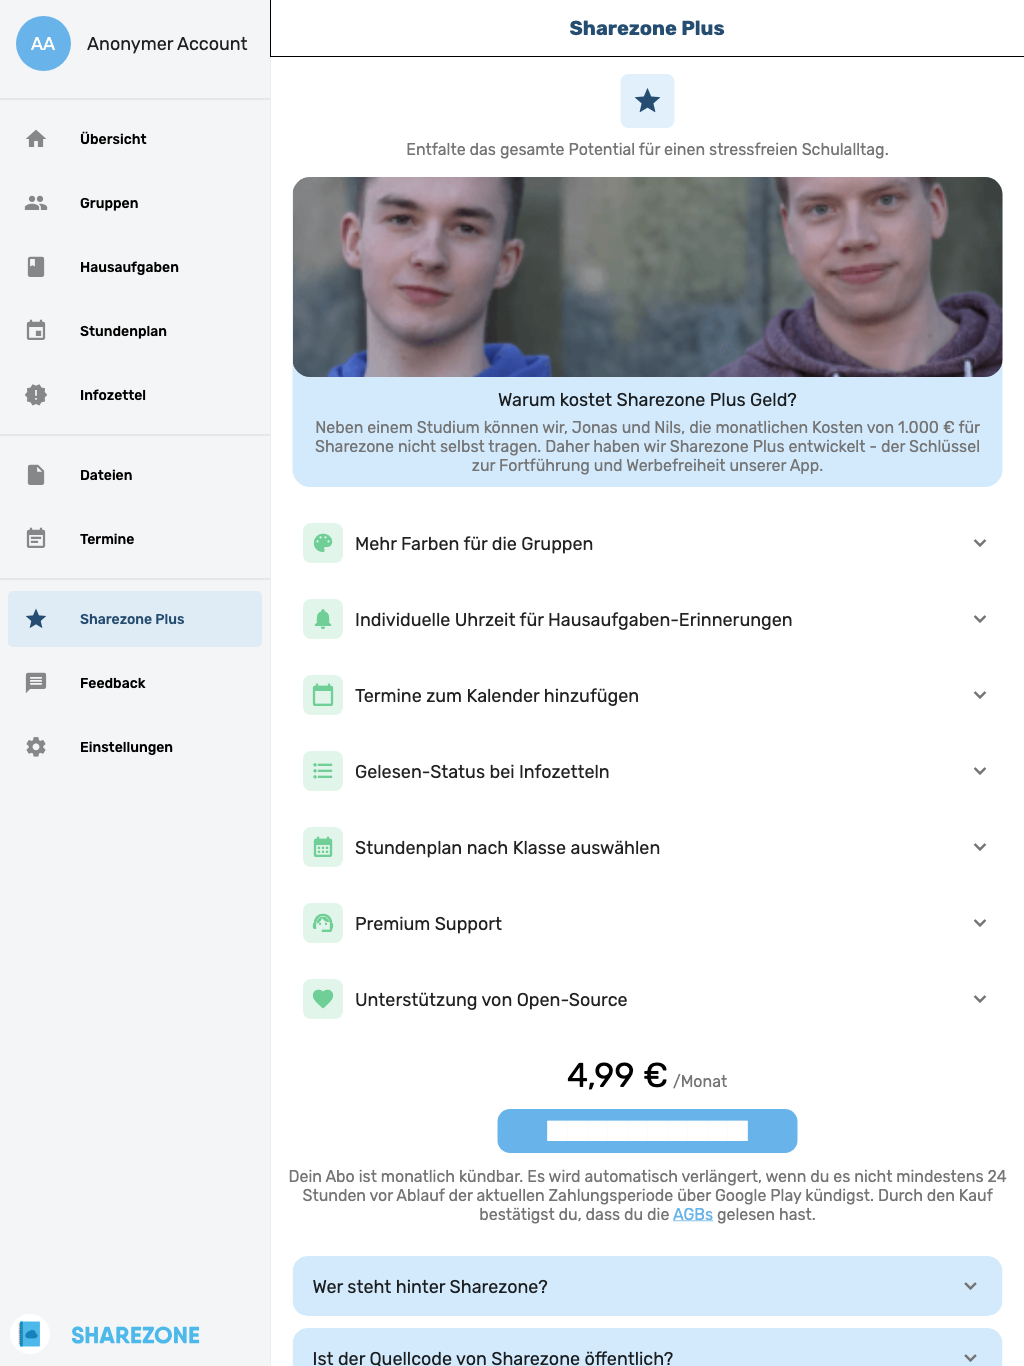 AA
Anonymer Account
Übersicht
Gruppen
Hausaufgaben
Stundenplan
Infozettel
Dateien
Termine
Sharezone Plus
Feedback
Einstellungen
SHAREZONE
Sharezone Plus
Entfalte das gesamte Potential für einen stressfreien Schulalltag.
Warum kostet Sharezone Plus Geld?
Neben einem Studium können wir, Jonas und Nils, die monatlichen Kosten von 1.000 € für
Sharezone nicht selbst tragen. Daher haben wir Sharezone Plus entwickelt - der Schlüssel
zur Fortführung und Werbefreiheit unserer App.
Mehr Farben für die Gruppen
Individuelle Uhrzeit für Hausaufgaben-Erinnerungen
Termine zum Kalender hinzufügen
Gelesen-Status bei Infozetteln
Stundenplan nach Klasse auswählen
Premium Support
Unterstützung von Open-Source
4,99 € /Monat
Dein Abo ist monatlich kündbar. Es wird automatisch verlängert, wenn du es nicht mindestens 24
Stunden vor Ablauf der aktuellen Zahlungsperiode über Google Play kündigst. Durch den Kauf
bestätigst du, dass du die AGBs gelesen hast.
Wer steht hinter Sharezone?
Ist der Quellcode von Sharezone öffentlich?